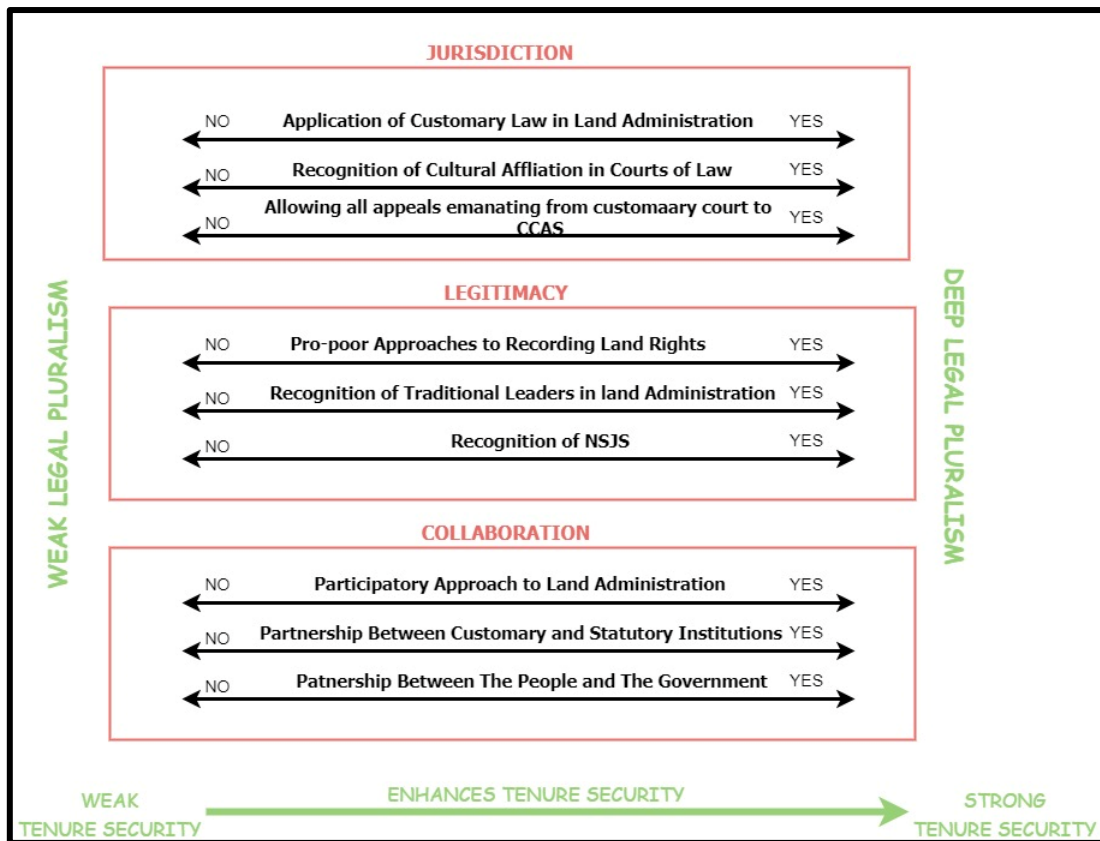 JURISDICTION
NO Application of Customary Law in Land Administration YES
NO Recognition of Cultural Affliation in Courts of Law YES
Allowing all appeals emanating from customaary court to
NO CCAS YES
LEGITIMACY
NO Pro-poor Approaches to Recording Land Rights YES
NO Recognition of Traditional Leaders in land Administration YES
NO Recognition of NSJS YES
COLLABORATION
NO Participatory Approach to Land Administration YES
NO Partnership Between Customary and Statutory Institutions YES
NO Patnership Between The People and The Government YES
WEAK LEGAL PLURALISM
DEEP LEGAL PLURALISM
WEAK
TENURE SECURITY
ENHANCES TENURE SECURITY
STRONG
TENURE SECURITY